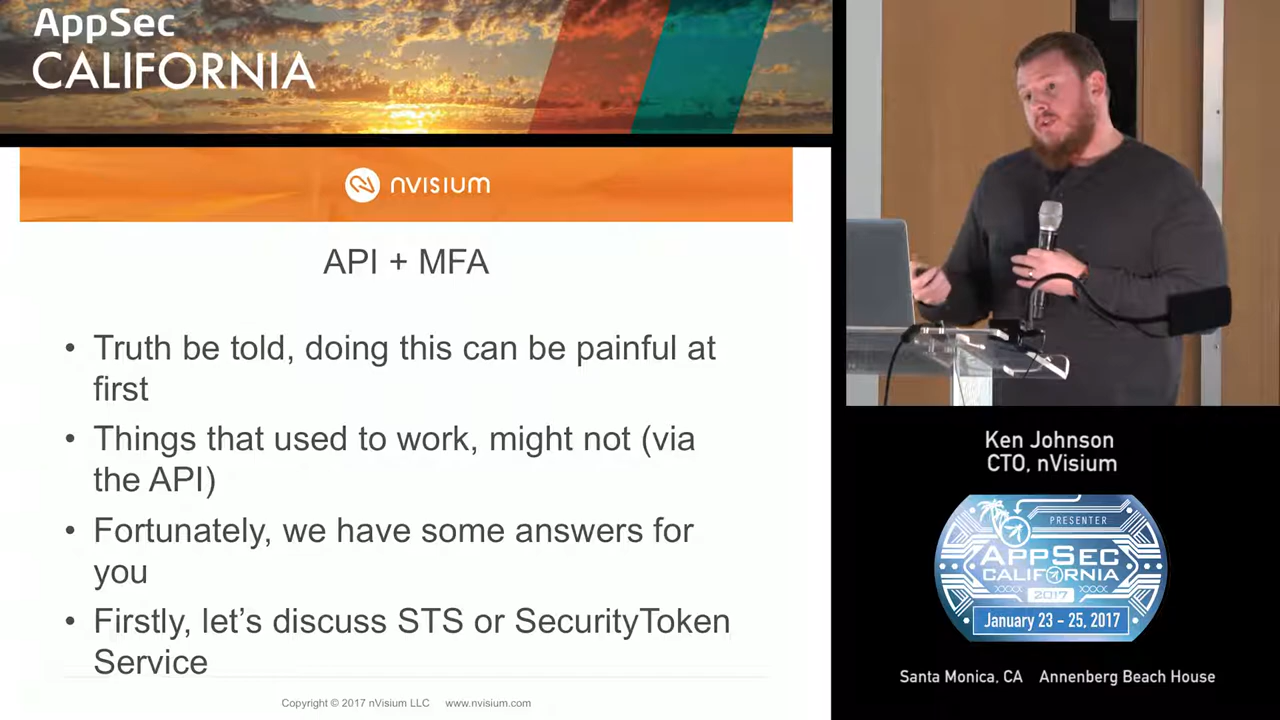 AppSec
CALIFORNIA
nVISIUM
API + MFA
• Truth be told, doing this can be painful at
first
• Things that used to work, might not (via
the API)
• Fortunately, we have some answers for
you
• Firstly, let's discuss STS or SecurityToken
Service
Copyright © 2017 nVisium LLC www.nvisium.com
Ken Johnson
CTO, nVisium
PRESENTER
APPSEC
CALIFORNIA
XXXX 2017 XXXX
January 23 - 25, 2017
Santa Monica, CA Annenberg Beach House